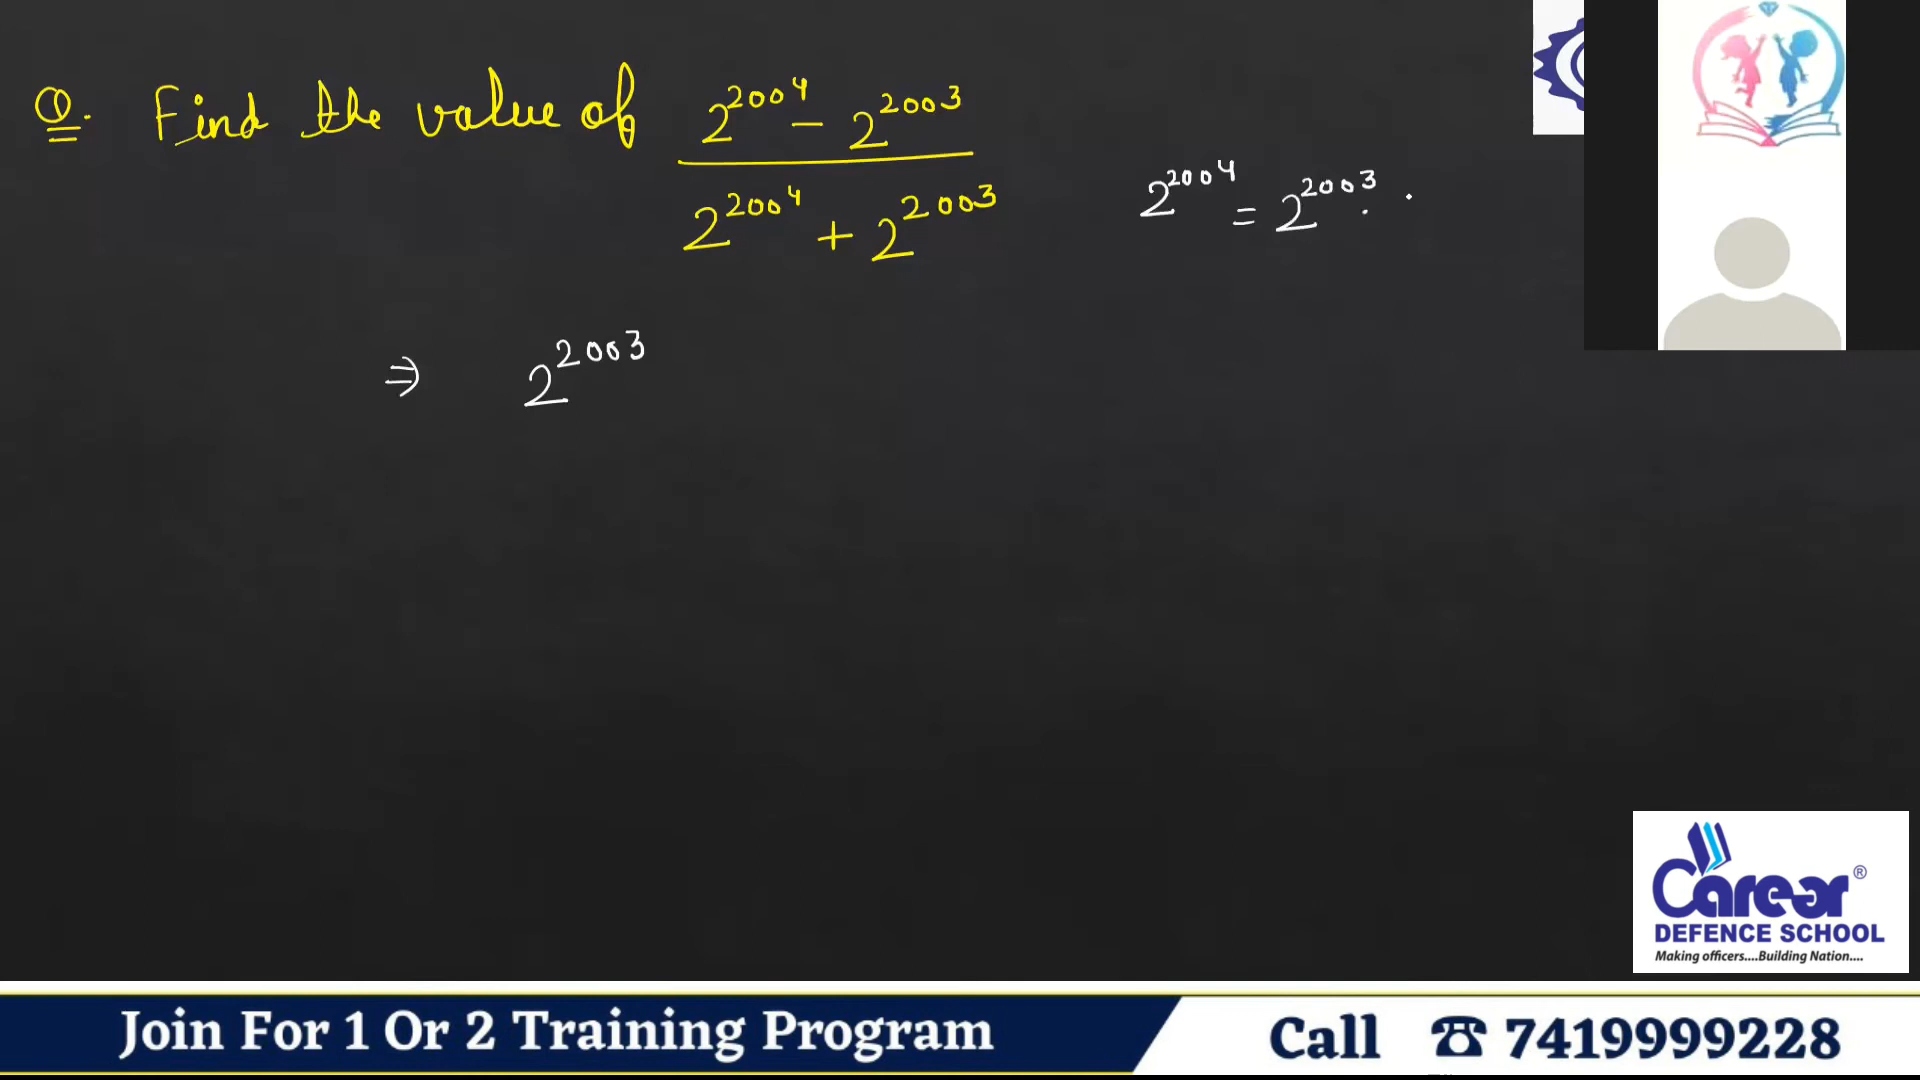 Q. Find the value of 2^2004 - 2^2003
2^2004 + 2^2003
2^2004 = 2^2003 . .
⇒ 2^2003
Career ®
DEFENCE SCHOOL
Making officers....Building Nation....
Join For 1 Or 2 Training Program
Call ☎ 7419999228